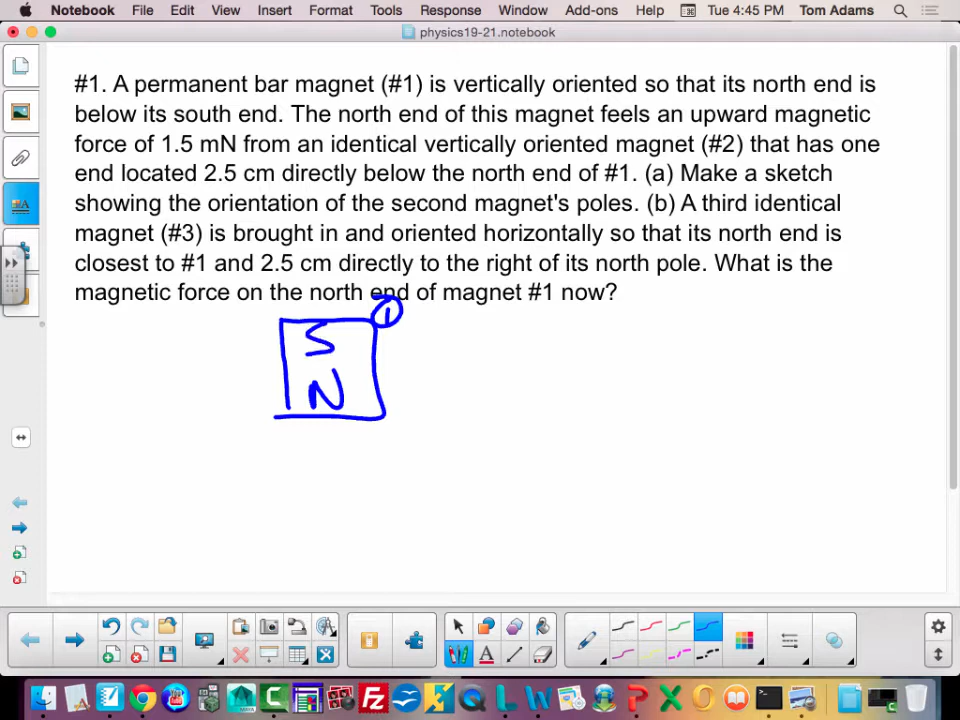 Notebook File Edit View Insert Format Tools Response Window Add-ons Help Tue 4:45 PM Tom Adams
physics19-21.notebook
#1. A permanent bar magnet (#1) is vertically oriented so that its north end is
below its south end. The north end of this magnet feels an upward magnetic
force of 1.5 mN from an identical vertically oriented magnet (#2) that has one
end located 2.5 cm directly below the north end of #1. (a) Make a sketch
showing the orientation of the second magnet's poles. (b) A third identical
magnet (#3) is brought in and oriented horizontally so that its north end is
closest to #1 and 2.5 cm directly to the right of its north pole. What is the
magnetic force on the north end of magnet #1 now?
1
S
N